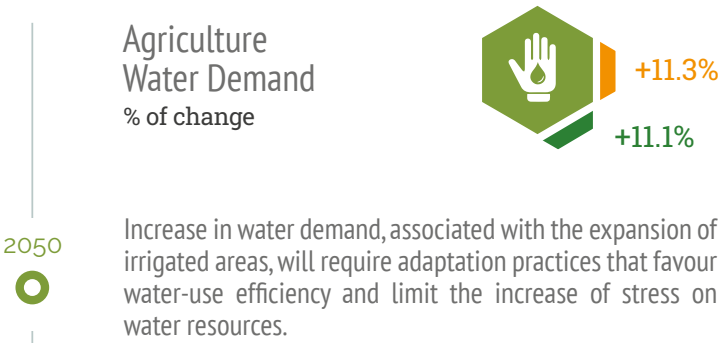 Agriculture
Water Demand
% of change
+11.3%
+11.1%
2050
Increase in water demand, associated with the expansion of
irrigated areas, will require adaptation practices that favour
water-use efficiency and limit the increase of stress on
water resources.